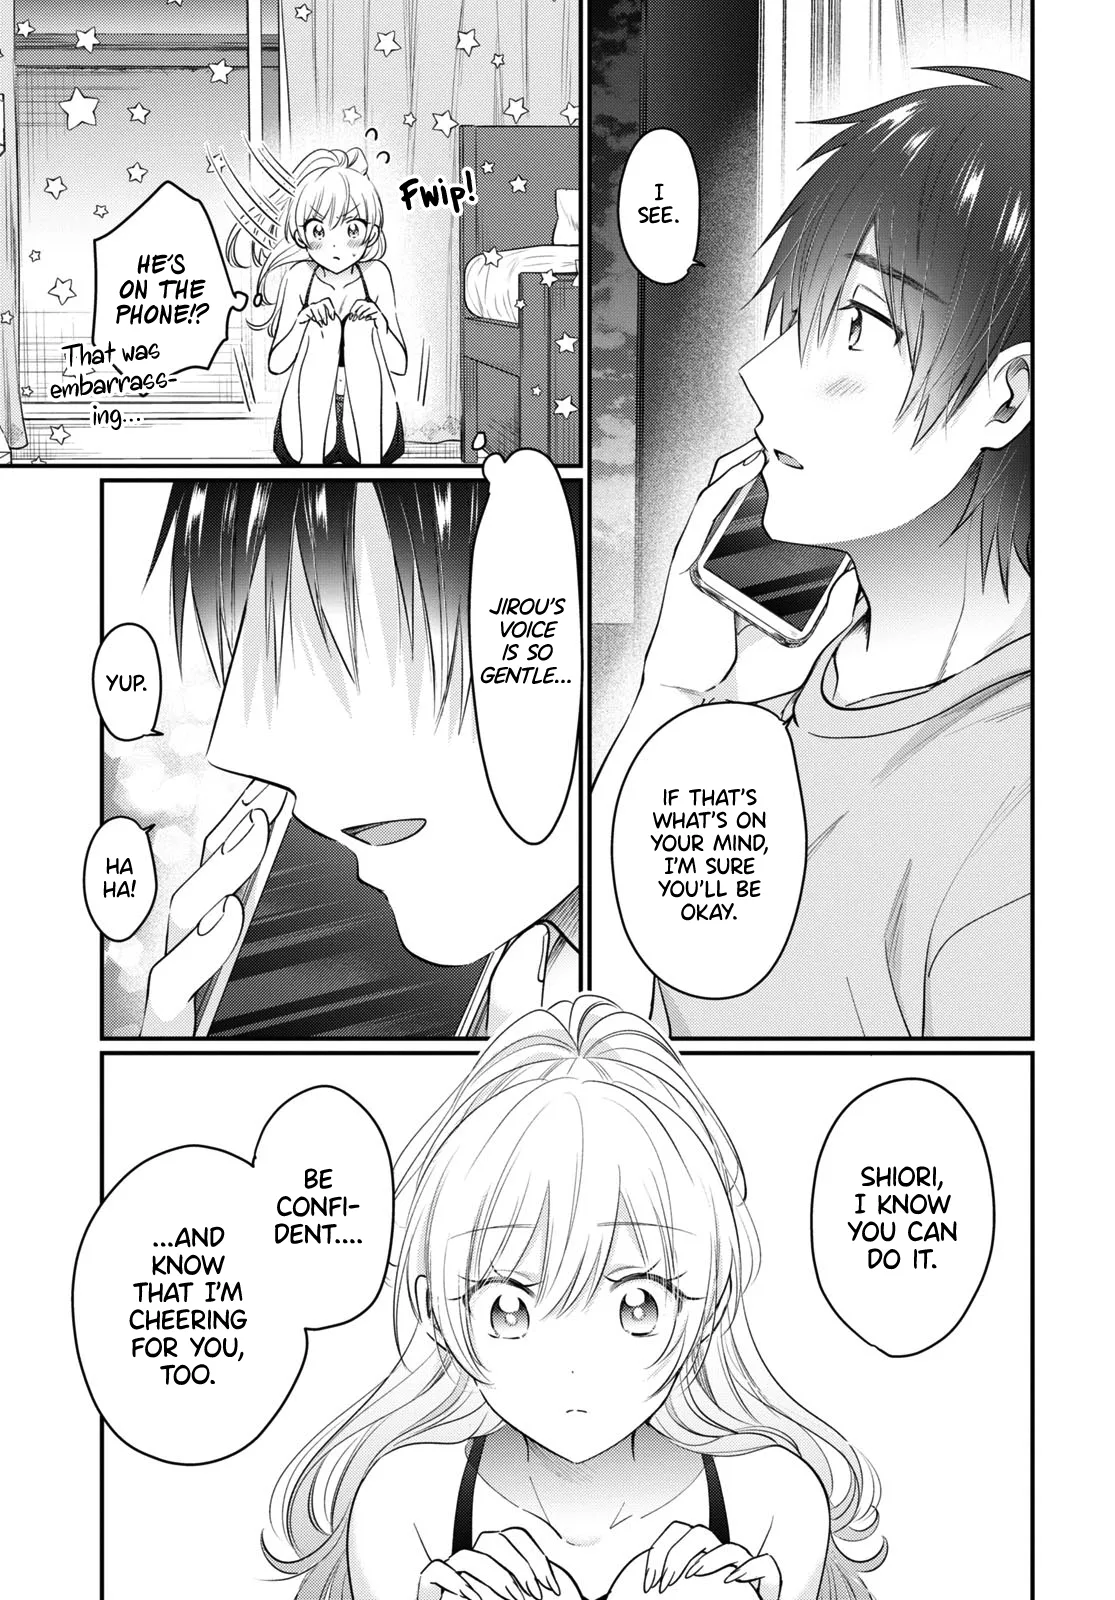 I
SEE.
IF THAT'S
WHAT'S ON
YOUR MIND,
I'M SURE
YOU'LL BE
OKAY.
FWIP!
HE'S
ON THE
PHONE!?
That was
embarrass-
ing...
JIROU'S
VOICE
IS SO
GENTLE...
YUP.
HA
HA!
SHIORI,
I KNOW
YOU CAN
DO IT.
BE
CONFI-
DENT....
...AND
KNOW
THAT I'M
CHEERING
FOR YOU,
TOO.